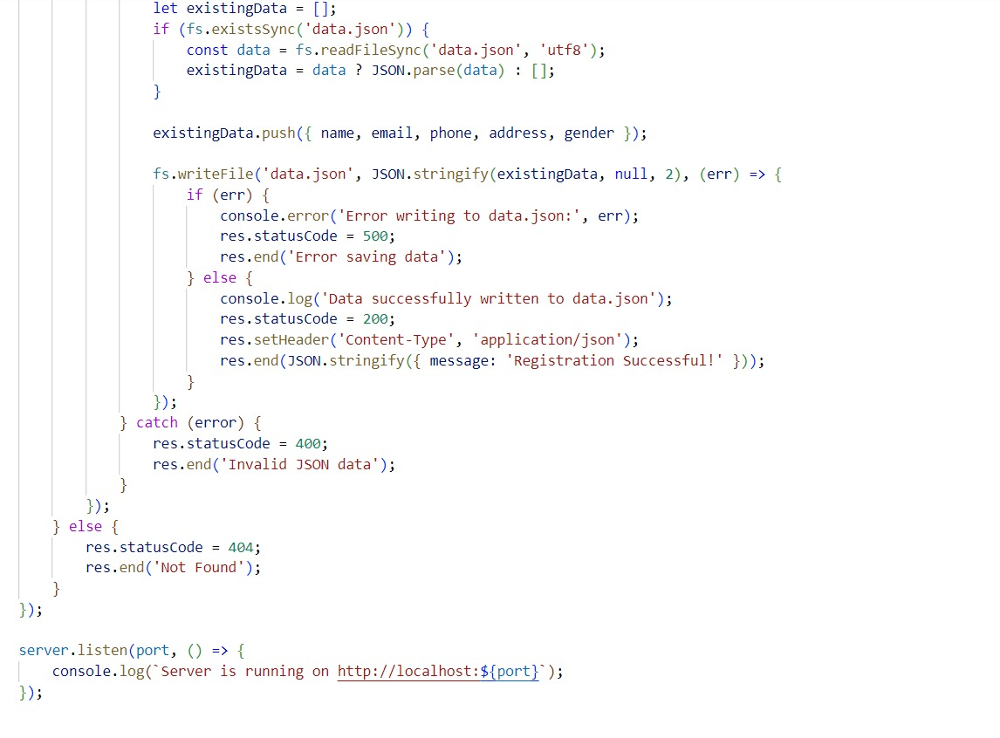 let existingData = [];
if (fs.existsSync('data.json')) {
const data = fs.readFileSync('data.json', 'utf8');
existingData = data ? JSON.parse(data) : [];
}
existingData.push({ name, email, phone, address, gender });
fs.writeFile('data.json', JSON.stringify(existingData, null, 2), (err) => {
if (err) {
console.error('Error writing to data.json:', err);
res.statusCode = 500;
res.end('Error saving data');
} else {
console.log('Data successfully written to data.json');
res.statusCode = 200;
res.setHeader('Content-Type', 'application/json');
res.end(JSON.stringify({ message: 'Registration Successful!' }));
}
});
} catch (error) {
res.statusCode = 400;
res.end('Invalid JSON data');
}
});
} else {
res.statusCode = 404;
res.end('Not Found');
}
});
server.listen(port, () => {
console.log(`Server is running on http://localhost:${port}`);
});